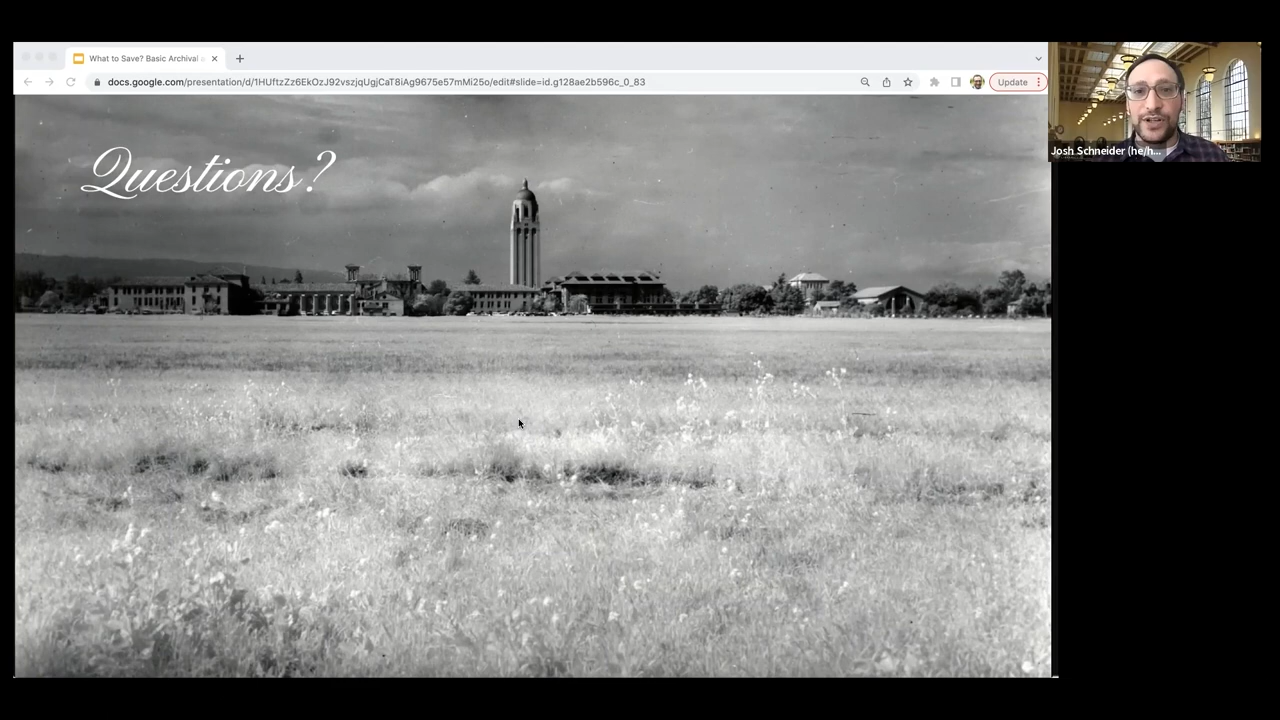 What to Save? Basic Archival
docs.google.com/presentation/d/1HUftzZz6EkOzJ92vszjqUgjCaT8iAg9675e57mMi25o/edit#slide=id.g128ae2b596c_0_83
Update
Josh Schneider (he/h...
Questions?